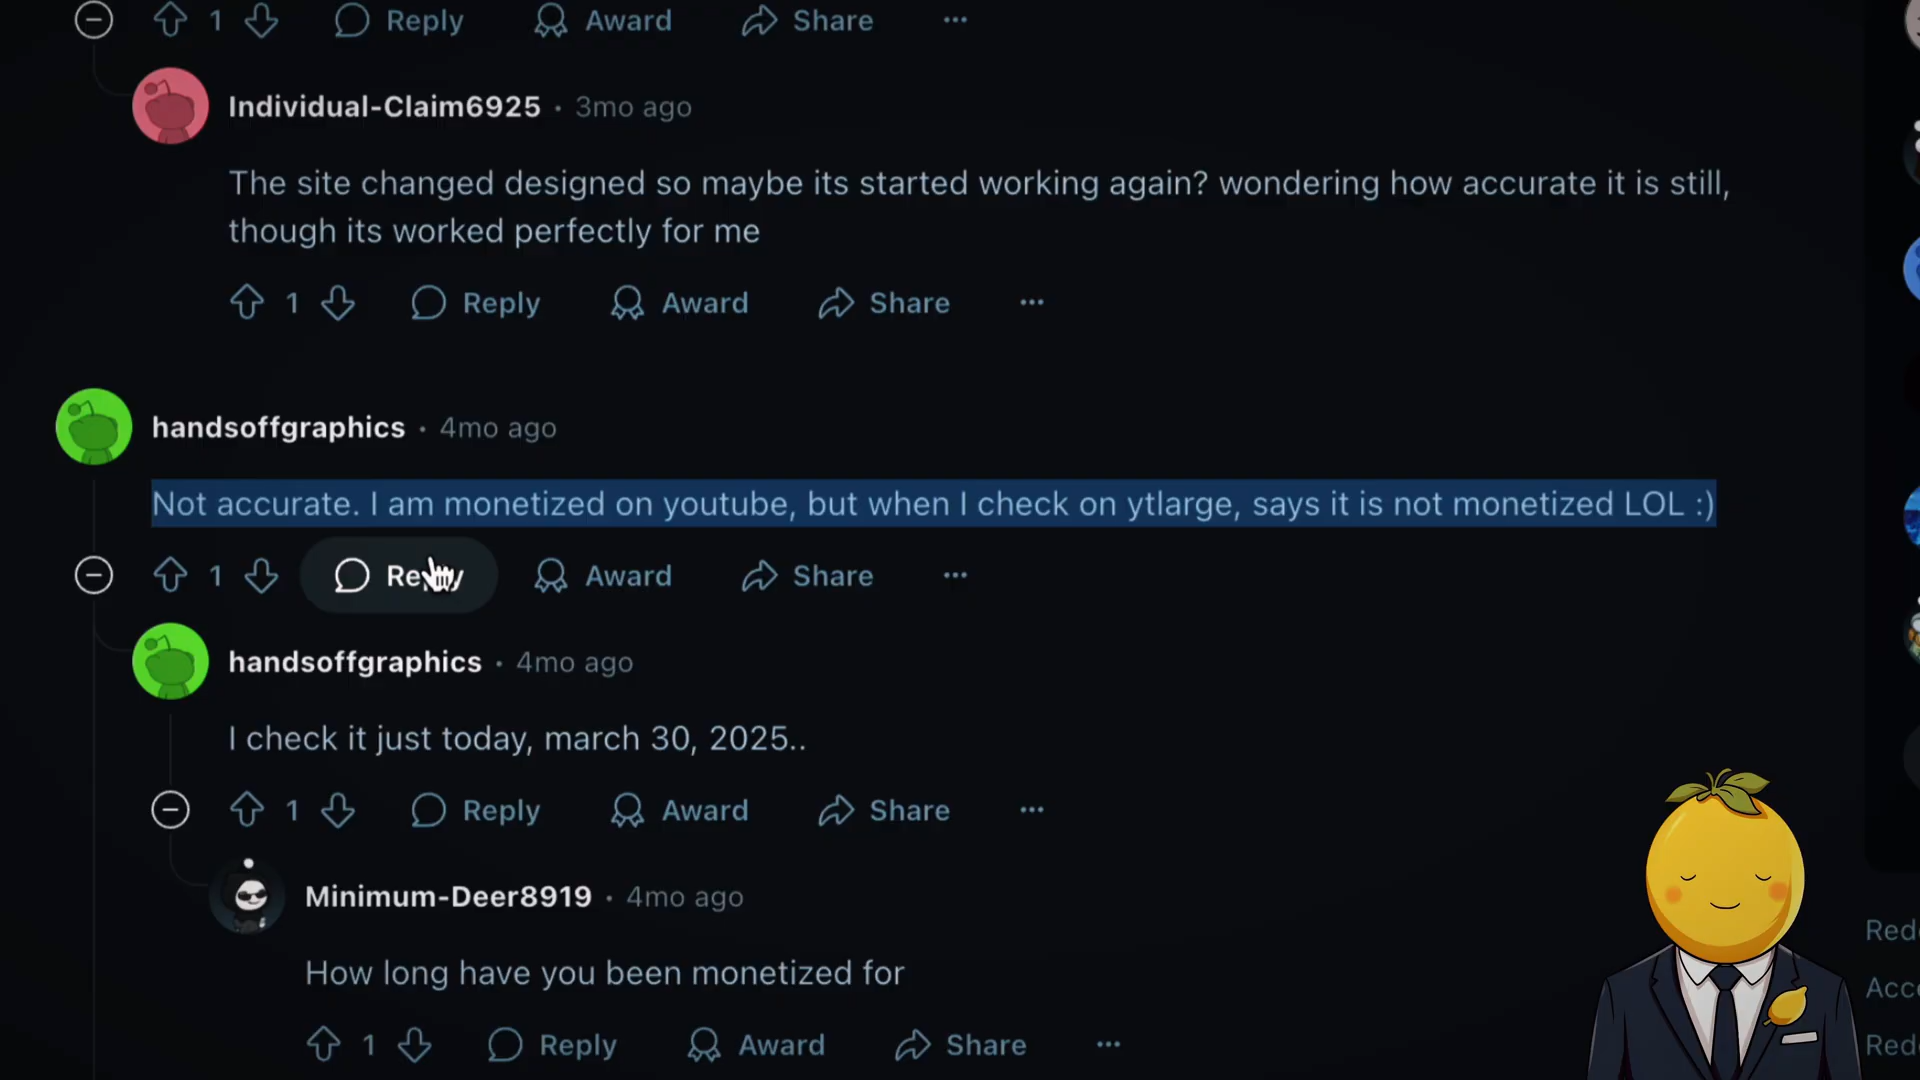 1 Reply Award Share
Individual-Claim6925 · 3mo ago
The site changed designed so maybe its started working again? wondering how accurate it is still,
though its worked perfectly for me
1 Reply Award Share
handsoffgraphics · 4mo ago
Not accurate. I am monetized on youtube, but when I check on ytlarge, says it is not monetized LOL :)
1 Reply Award Share
handsoffgraphics · 4mo ago
I check it just today, march 30, 2025..
1 Reply Award Share
Minimum-Deer8919 · 4mo ago
How long have you been monetized for
1 Reply Award Share